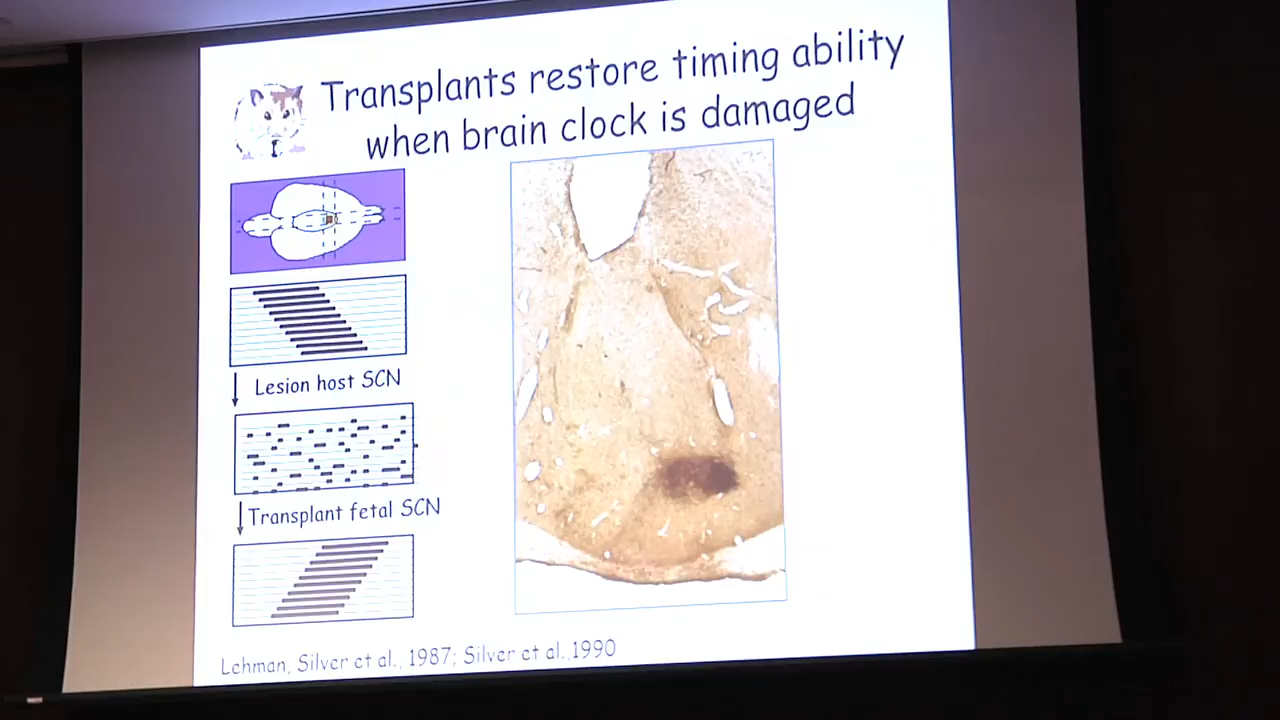 Transplants restore timing ability
when brain clock is damaged
Lesion host SCN
Transplant fetal SCN
Lehman, Silver et al., 1987; Silver et al., 1990